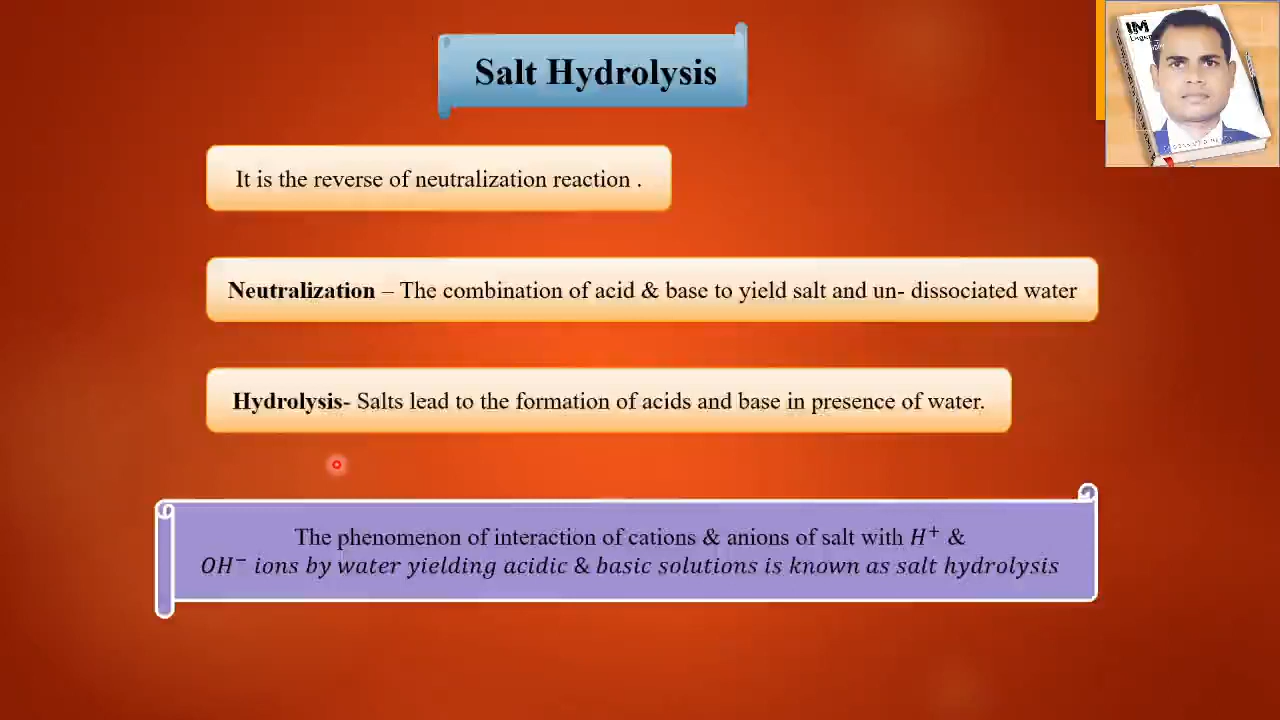 Salt Hydrolysis
It is the reverse of neutralization reaction .
Neutralization – The combination of acid & base to yield salt and un- dissociated water
Hydrolysis- Salts lead to the formation of acids and base in presence of water.
The phenomenon of interaction of cations & anions of salt with H⁺ &
OH⁻ ions by water yielding acidic & basic solutions is known as salt hydrolysis